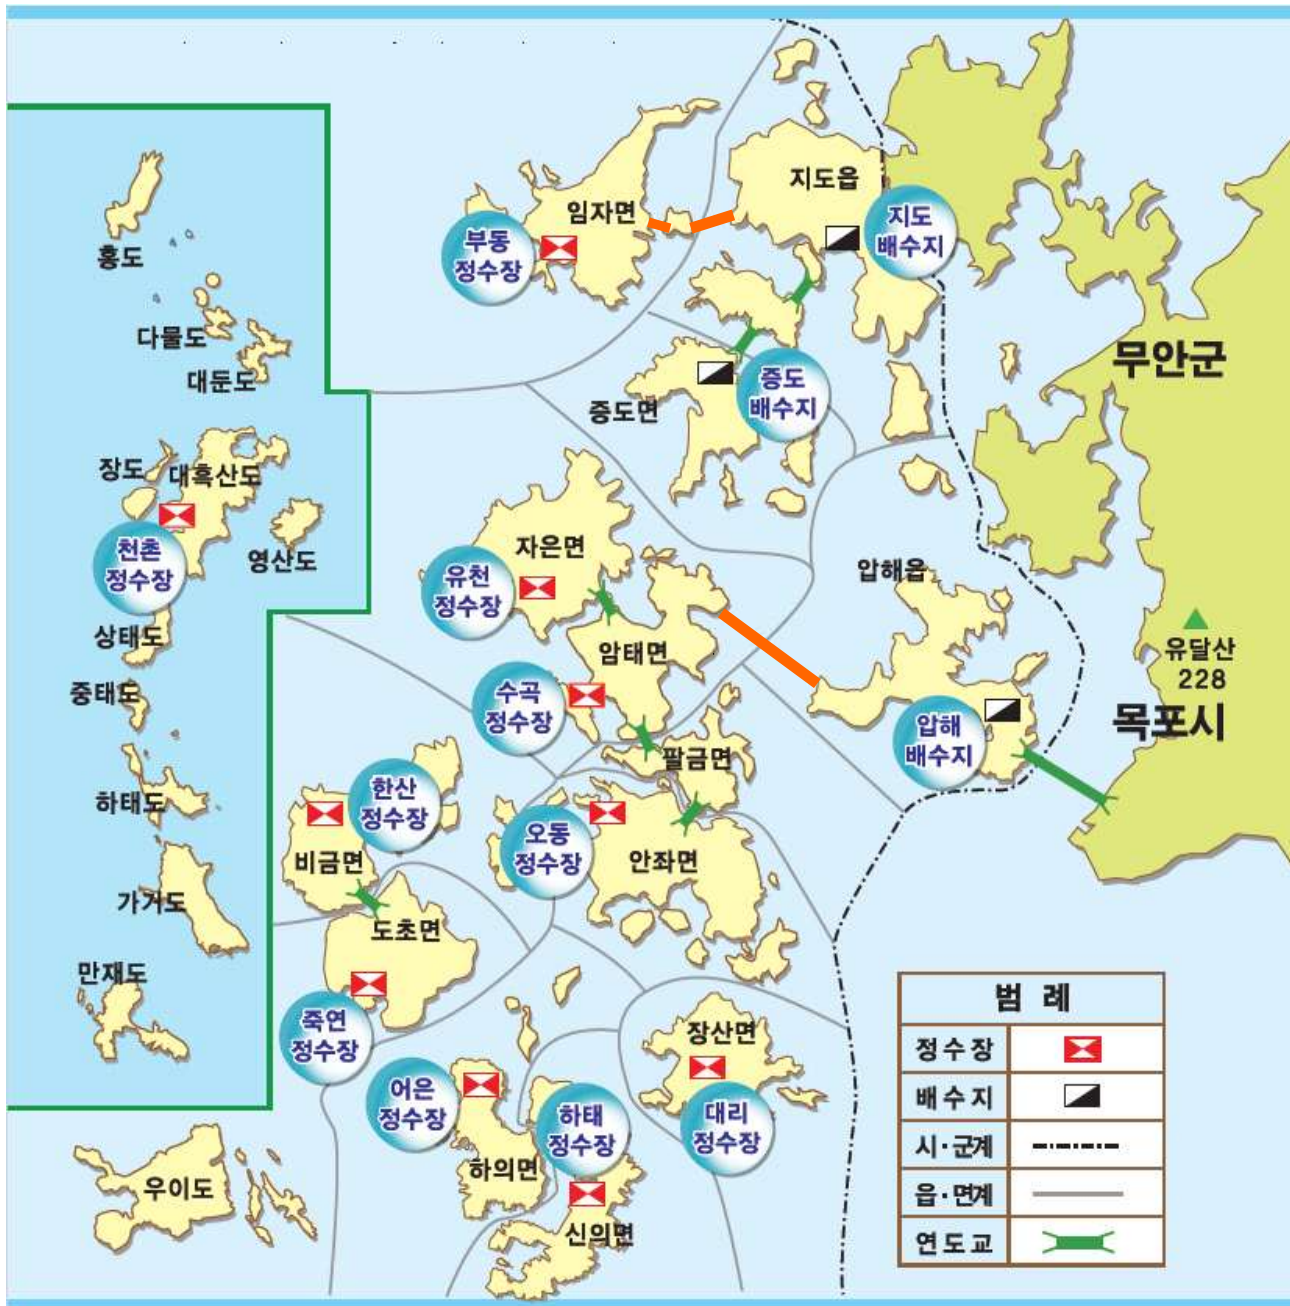 지도읍
임자면
지도
배수지
부동
정수장
홍도
다물도
대둔도
무안군
증도
배수지
증도면
장도
대흑산도
천촌
정수장
영산도
자은면
유천
정수장
압해읍
상태도
암태면
유달산
228
중태도
수곡
정수장
목포시
압해
배수지
팔금면
한산
정수장
하태도
오동
정수장
비금면
안좌면
가거도
도초면
만재도
죽연
정수장
장산면
어은
정수장
하태
정수장
대리
정수장
하의면
우이도
신의면
범 례
정수장
배수지
시·군계
읍·면계
연도교